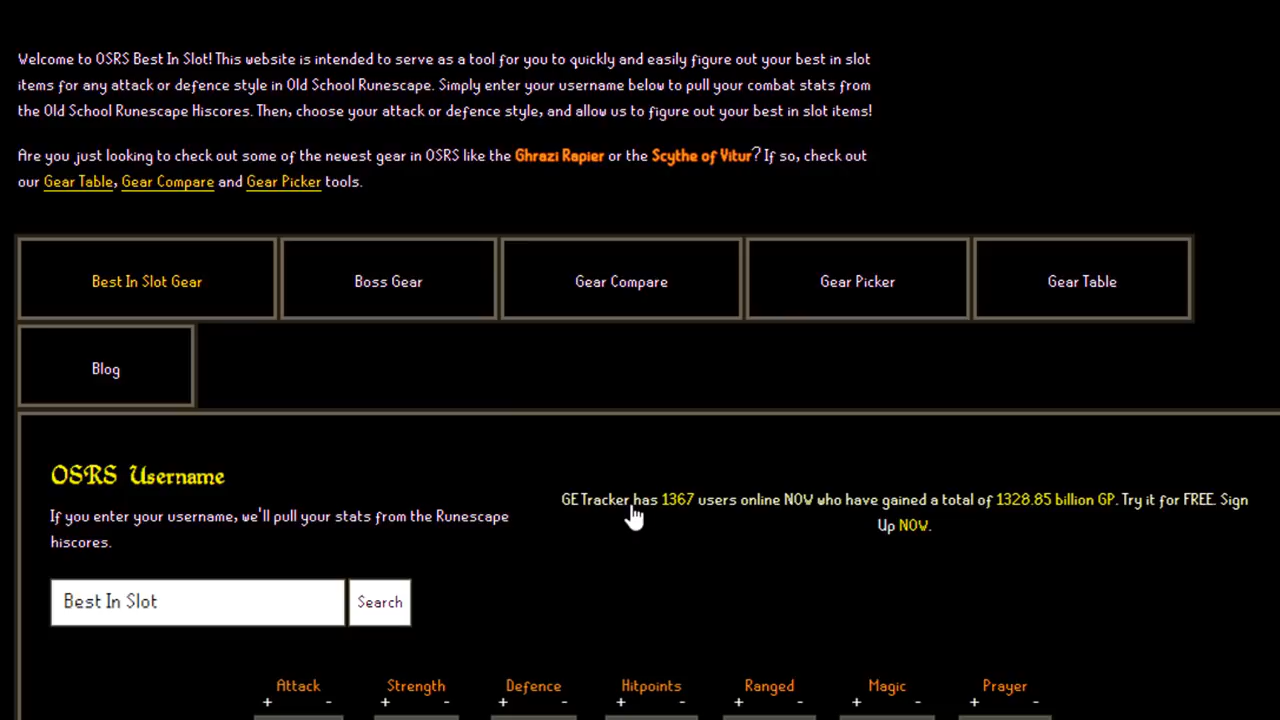 Welcome to OSRS Best In Slot! This website is intended to serve as a tool for you to quickly and easily figure out your best in slot
items for any attack or defence style in Old School Runescape. Simply enter your username below to pull your combat stats from
the Old School Runescape Hiscores. Then, choose your attack or defence style, and allow us to figure out your best in slot items!
Are you just looking to check out some of the newest gear in OSRS like the Ghrazi Rapier or the Scythe of Vitur? If so, check out
our Gear Table, Gear Compare and Gear Picker tools.
Best In Slot Gear
Boss Gear
Gear Compare
Gear Picker
Gear Table
Blog
OSRS Username
If you enter your username, we'll pull your stats from the Runescape
hiscores.
GE Tracker has 1367 users online NOW who have gained a total of 1328.85 billion GP. Try it for FREE. Sign
Up NOW.
Best In Slot
Search
Attack Strength Defence Hitpoints Ranged Magic Prayer
+ - + - + - + - + - + - + -